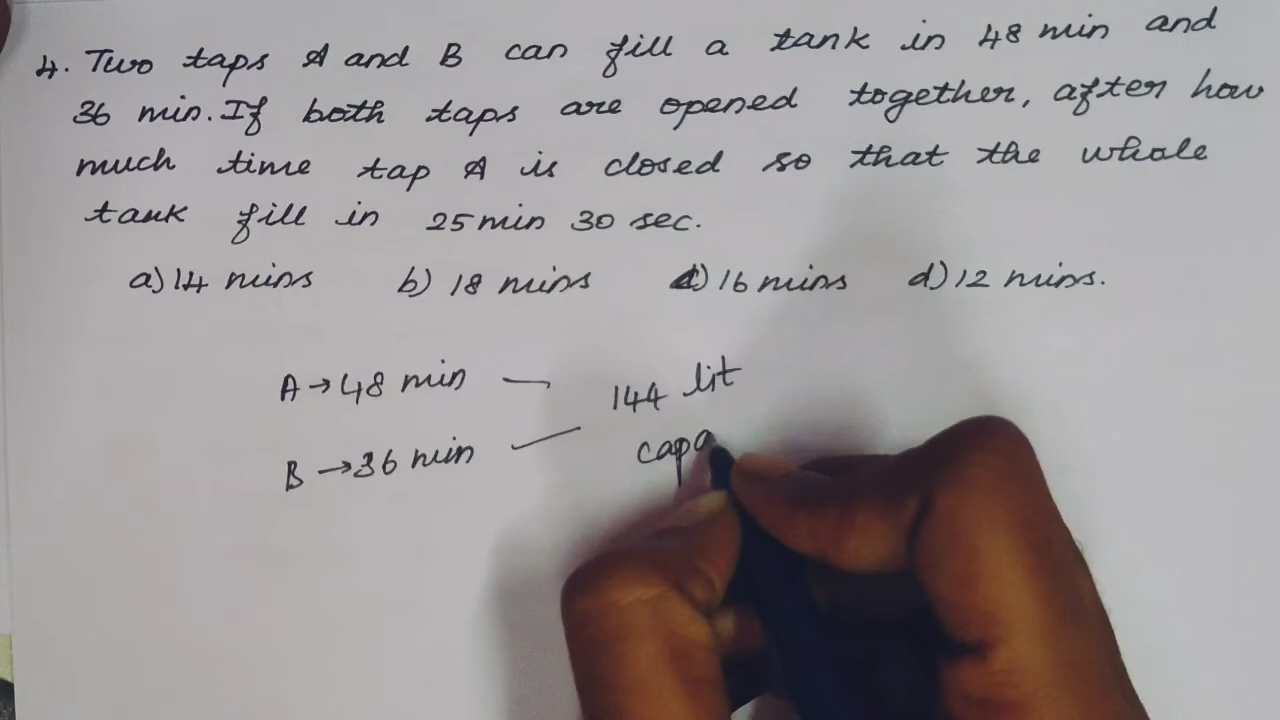 4. Two taps A and B can fill a tank in 48 min and
36 min. If both taps are opened together, after how
much time tap A is closed so that the whole
tank fill in 25 min 30 sec.
a) 14 mins b) 18 mins c) 16 mins d) 12 mins.
A → 48 min — 144 lit
B → 36 min — capa